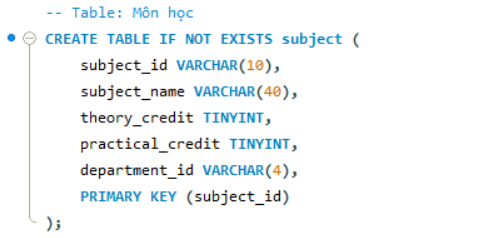 -- Table: Môn học
CREATE TABLE IF NOT EXISTS subject (
subject_id VARCHAR(10),
subject_name VARCHAR(40),
theory_credit TINYINT,
practical_credit TINYINT,
department_id VARCHAR(4),
PRIMARY KEY (subject_id)
);